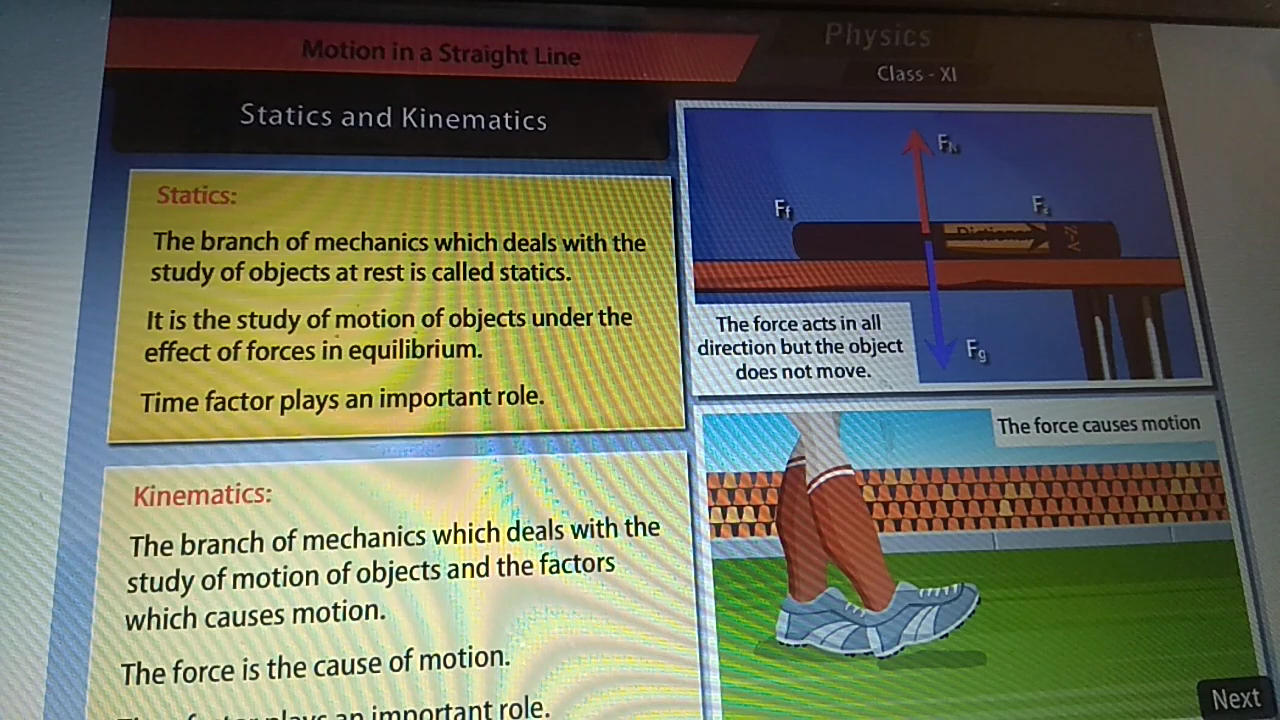 Motion in a Straight Line
Physics
Class - XI
Statics and Kinematics
Statics:
The branch of mechanics which deals with the
study of objects at rest is called statics.
It is the study of motion of objects under the
effect of forces in equilibrium.
Time factor plays an important role.
Kinematics:
The branch of mechanics which deals with the
study of motion of objects and the factors
which causes motion.
The force is the cause of motion.
plays an important role.
FN
Ff
Z-V
The force acts in all
direction but the object
does not move.
Fg
The force causes motion
Next